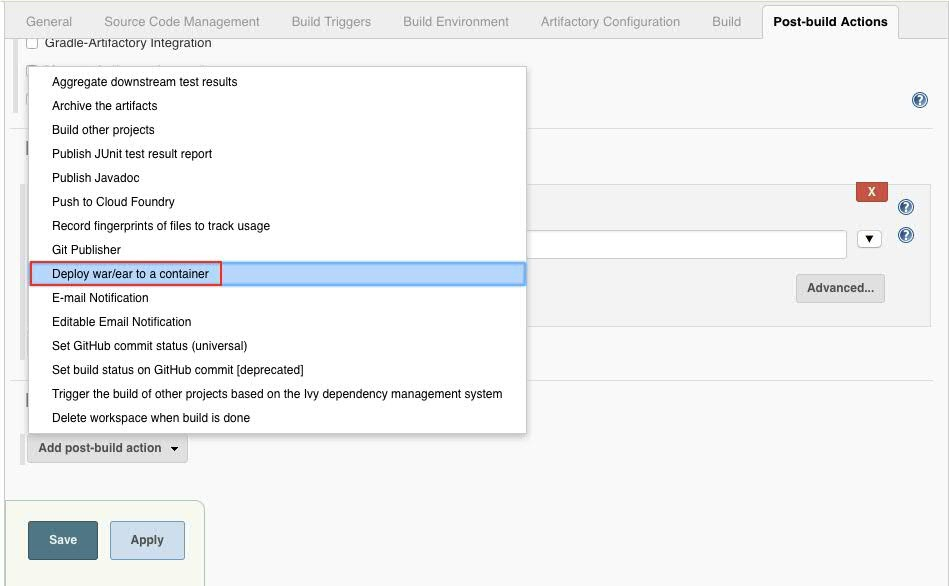 General Source Code Management Build Triggers Build Environment Artifactory Configuration Build Post-build Actions
Gradle-Artifactory Integration
Aggregate downstream test results
Archive the artifacts
?
Build other projects
Publish JUnit test result report
Publish Javadoc
X
Push to Cloud Foundry
?
Record fingerprints of files to track usage
?
Git Publisher
Deploy war/ear to a container
Advanced...
E-mail Notification
Editable Email Notification
Set GitHub commit status (universal)
Set build status on GitHub commit [deprecated]
Trigger the build of other projects based on the Ivy dependency management system
Delete workspace when build is done
Add post-build action
Save Apply